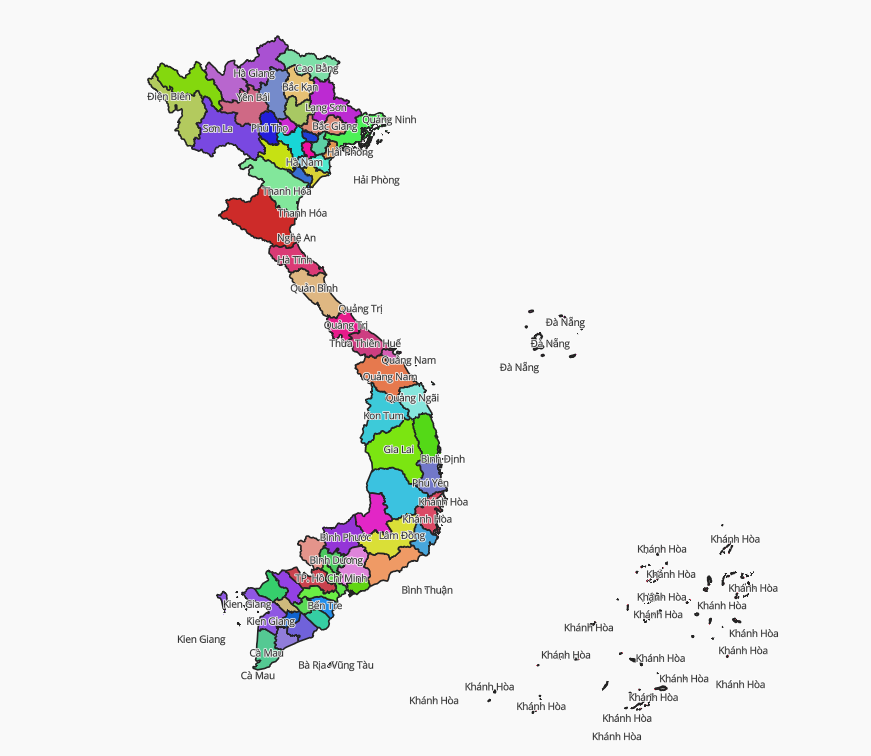 Cao Bằng
Hà Giang
Bắc Kạn
Điện Biên
Yên Bái
Lạng Sơn
Quảng Ninh
Sơn La
Phú Thọ
Bắc Giang
Hải Phòng
Hà Nam
Hải Phòng
Thanh Hóa
Thanh Hóa
Nghệ An
Hà Tĩnh
Quản Bình
Quảng Trị
Đà Nẵng
Quảng Trị
Thừa Thiên Huế
Đà Nẵng
Quảng Nam
Đà Nẵng
Quảng Nam
Quảng Ngãi
Kon Tum
Gia Lai
Bình Định
Phú Yên
Khánh Hòa
Khánh Hòa
Lâm Đồng
Bình Phước
Khánh Hòa
Khánh Hòa
Bình Dương
Khánh Hòa
TP. Hồ Chí Minh
Khánh Hòa
Bình Thuận
Khánh Hòa
Kien Giang
Bến Tre
Khánh Hòa
Khánh Hòa
Kien Giang
Khánh Hòa
Khánh Hòa
Kien Giang
Khánh Hòa
Cà Mau
Khánh Hòa
Khánh Hòa
Bà Rịa-Vũng Tàu
Cà Mau
Khánh Hòa
Khánh Hòa
Khánh Hòa
Khánh Hòa
Khánh Hòa
Khánh Hòa
Khánh Hòa
Khánh Hòa